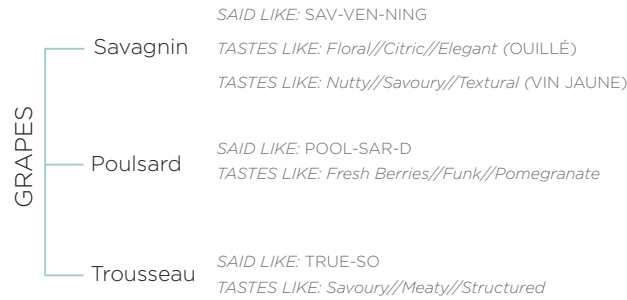 GRAPES
Savagnin
SAID LIKE: SAV-VEN-NING
TASTES LIKE: Floral//Citric//Elegant (OUILLÉ)
TASTES LIKE: Nutty//Savoury//Textural (VIN JAUNE)
Poulsard
SAID LIKE: POOL-SAR-D
TASTES LIKE: Fresh Berries//Funk//Pomegranate
Trousseau
SAID LIKE: TRUE-SO
TASTES LIKE: Savoury//Meaty//Structured